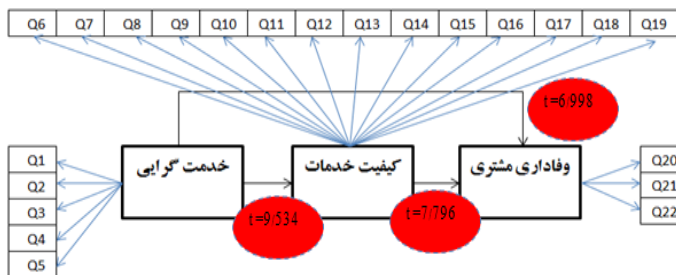 Q6 Q7 Q8 Q9 Q10 Q11 Q12 Q13 Q14 Q15 Q16 Q17 Q18 Q19
t=6/998
Q1
Q2
Q3
Q4
Q5
خدمت گرایی
کیفیت خدمات
وفاداری مشتری
Q20
Q21
Q22
t=9/534
t=7/796